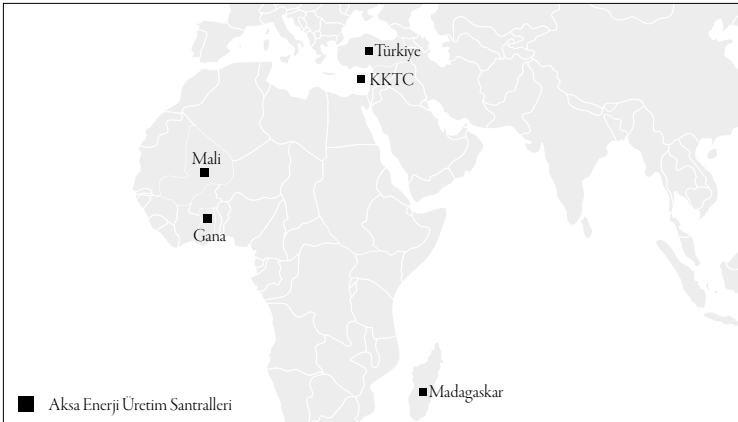 Türkiye
KKTC
Mali
Gana
Madagaskar
Aksa Enerji Üretim Santralleri